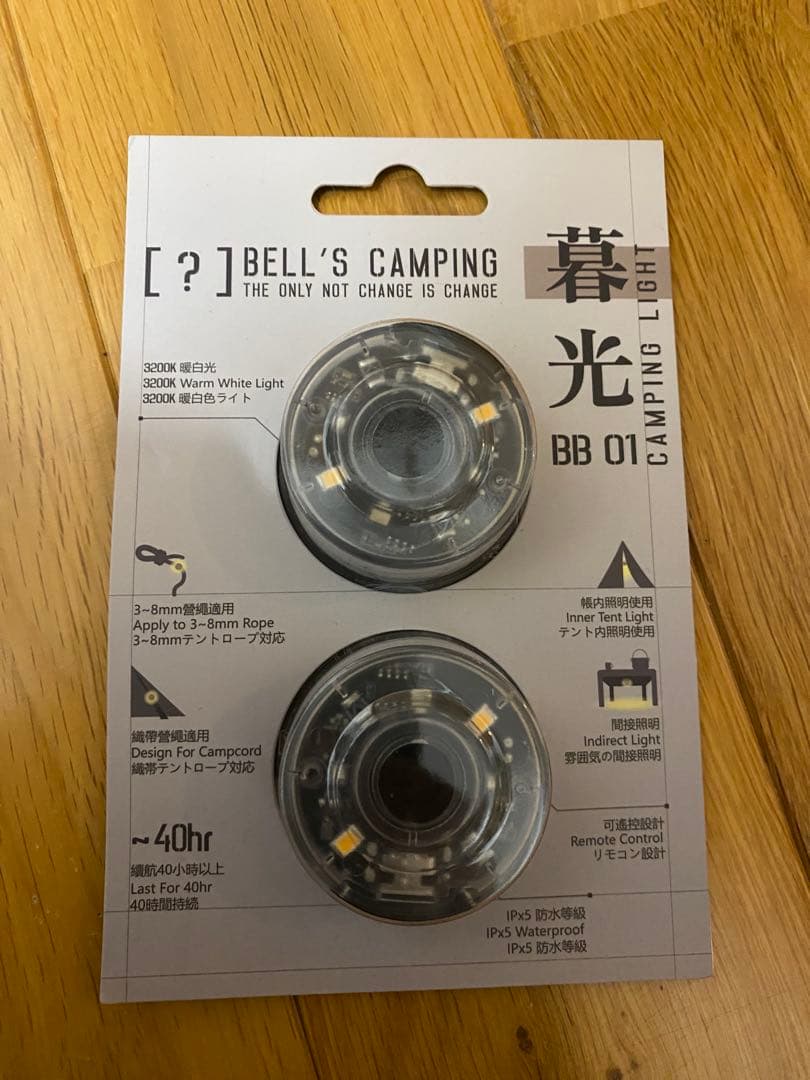 [ ? ] BELL'S CAMPING
THE ONLY NOT CHANGE IS CHANGE
暮光
CAMPING LIGHT
BB 01
3200K 暖白光
3200K Warm White Light
3200K 暖白色ライト
3~8mm營繩適用
Apply to 3~8mm Rope
3~8mmテントロープ対応
帳内照明使用
Inner Tent Light
テント内照明使用
織帶營繩適用
Design For Campcord
織帯テントロープ対応
間接照明
Indirect Light
雰囲気の間接照明
~40hr
續航40小時以上
Last For 40hr
40時間持続
可遙控設計
Remote Control
リモコン設計
IPx5 防水等級
IPx5 Waterproof
IPx5 防水等級